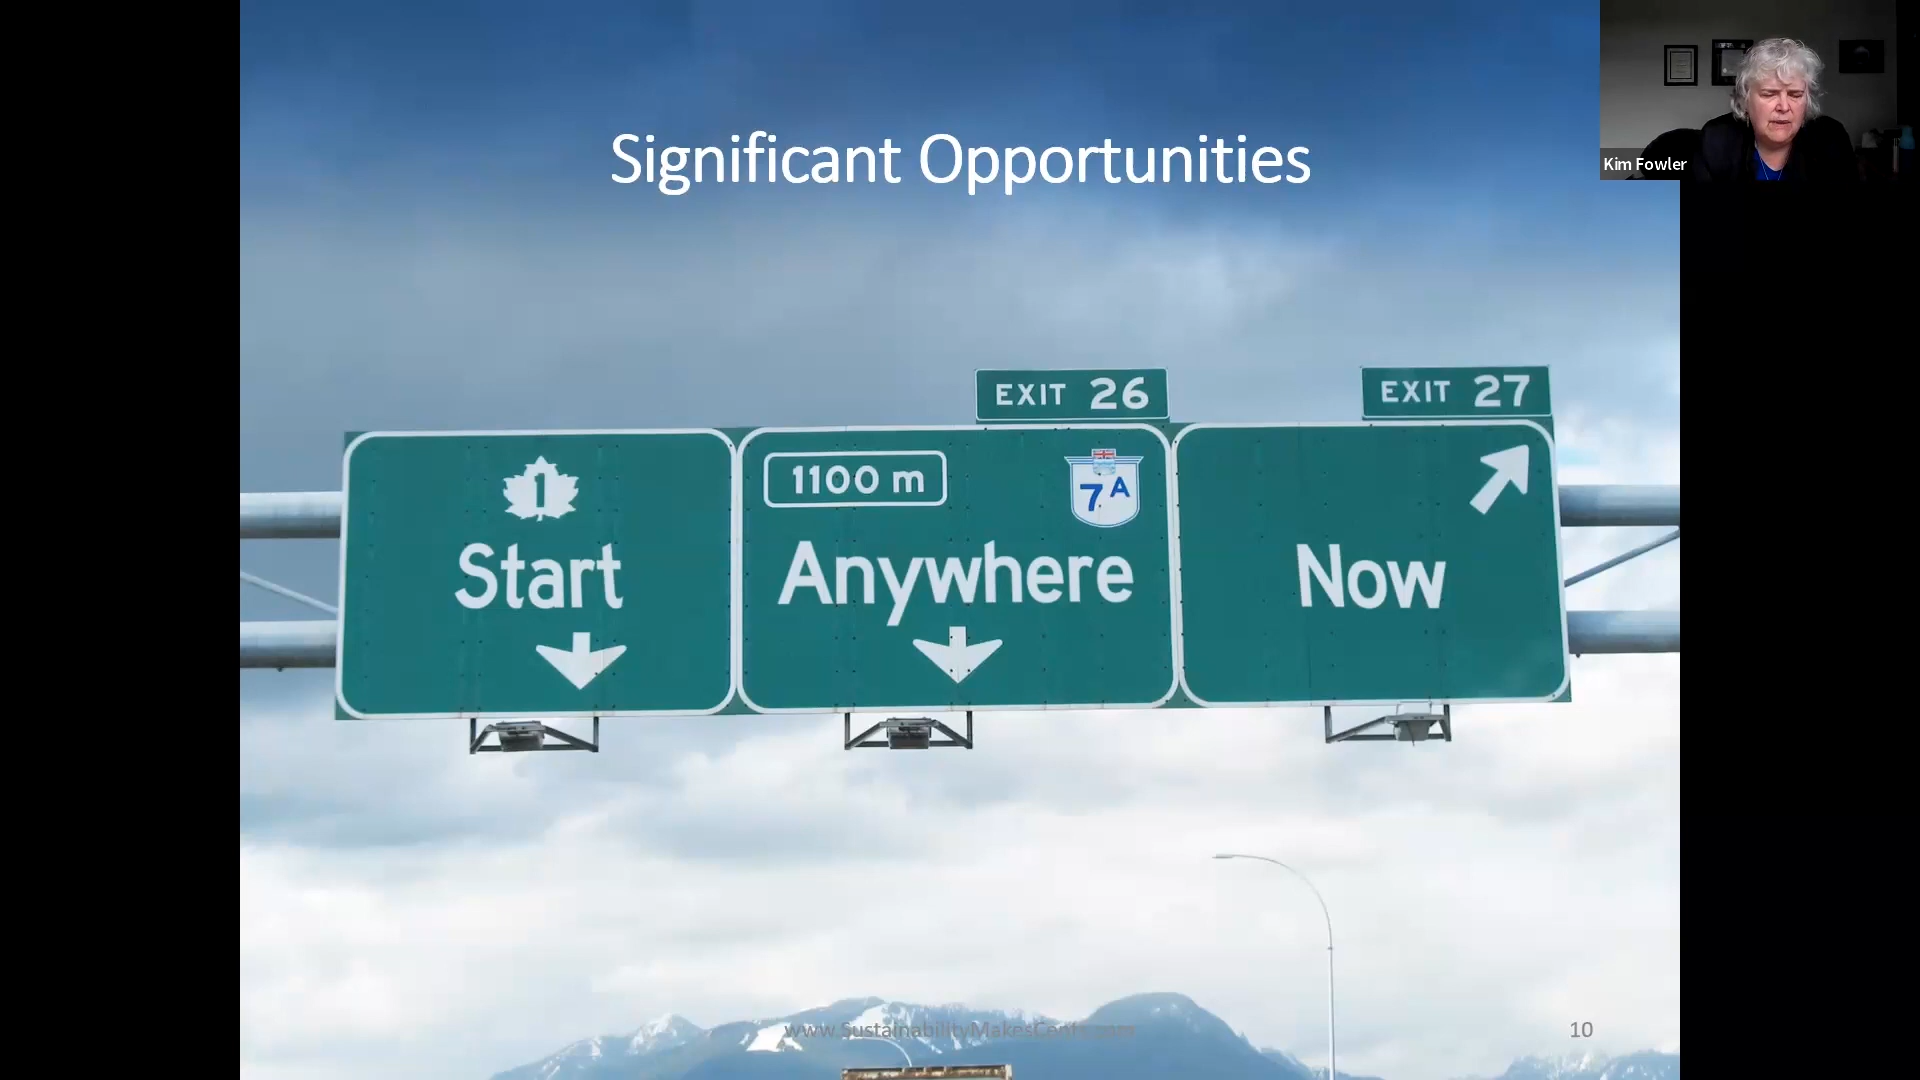 Significant Opportunities
Kim Fowler
EXIT 26
EXIT 27
1
1100 m
7A
Start
Anywhere
Now
www.SustainabilityMakesCents.com
10